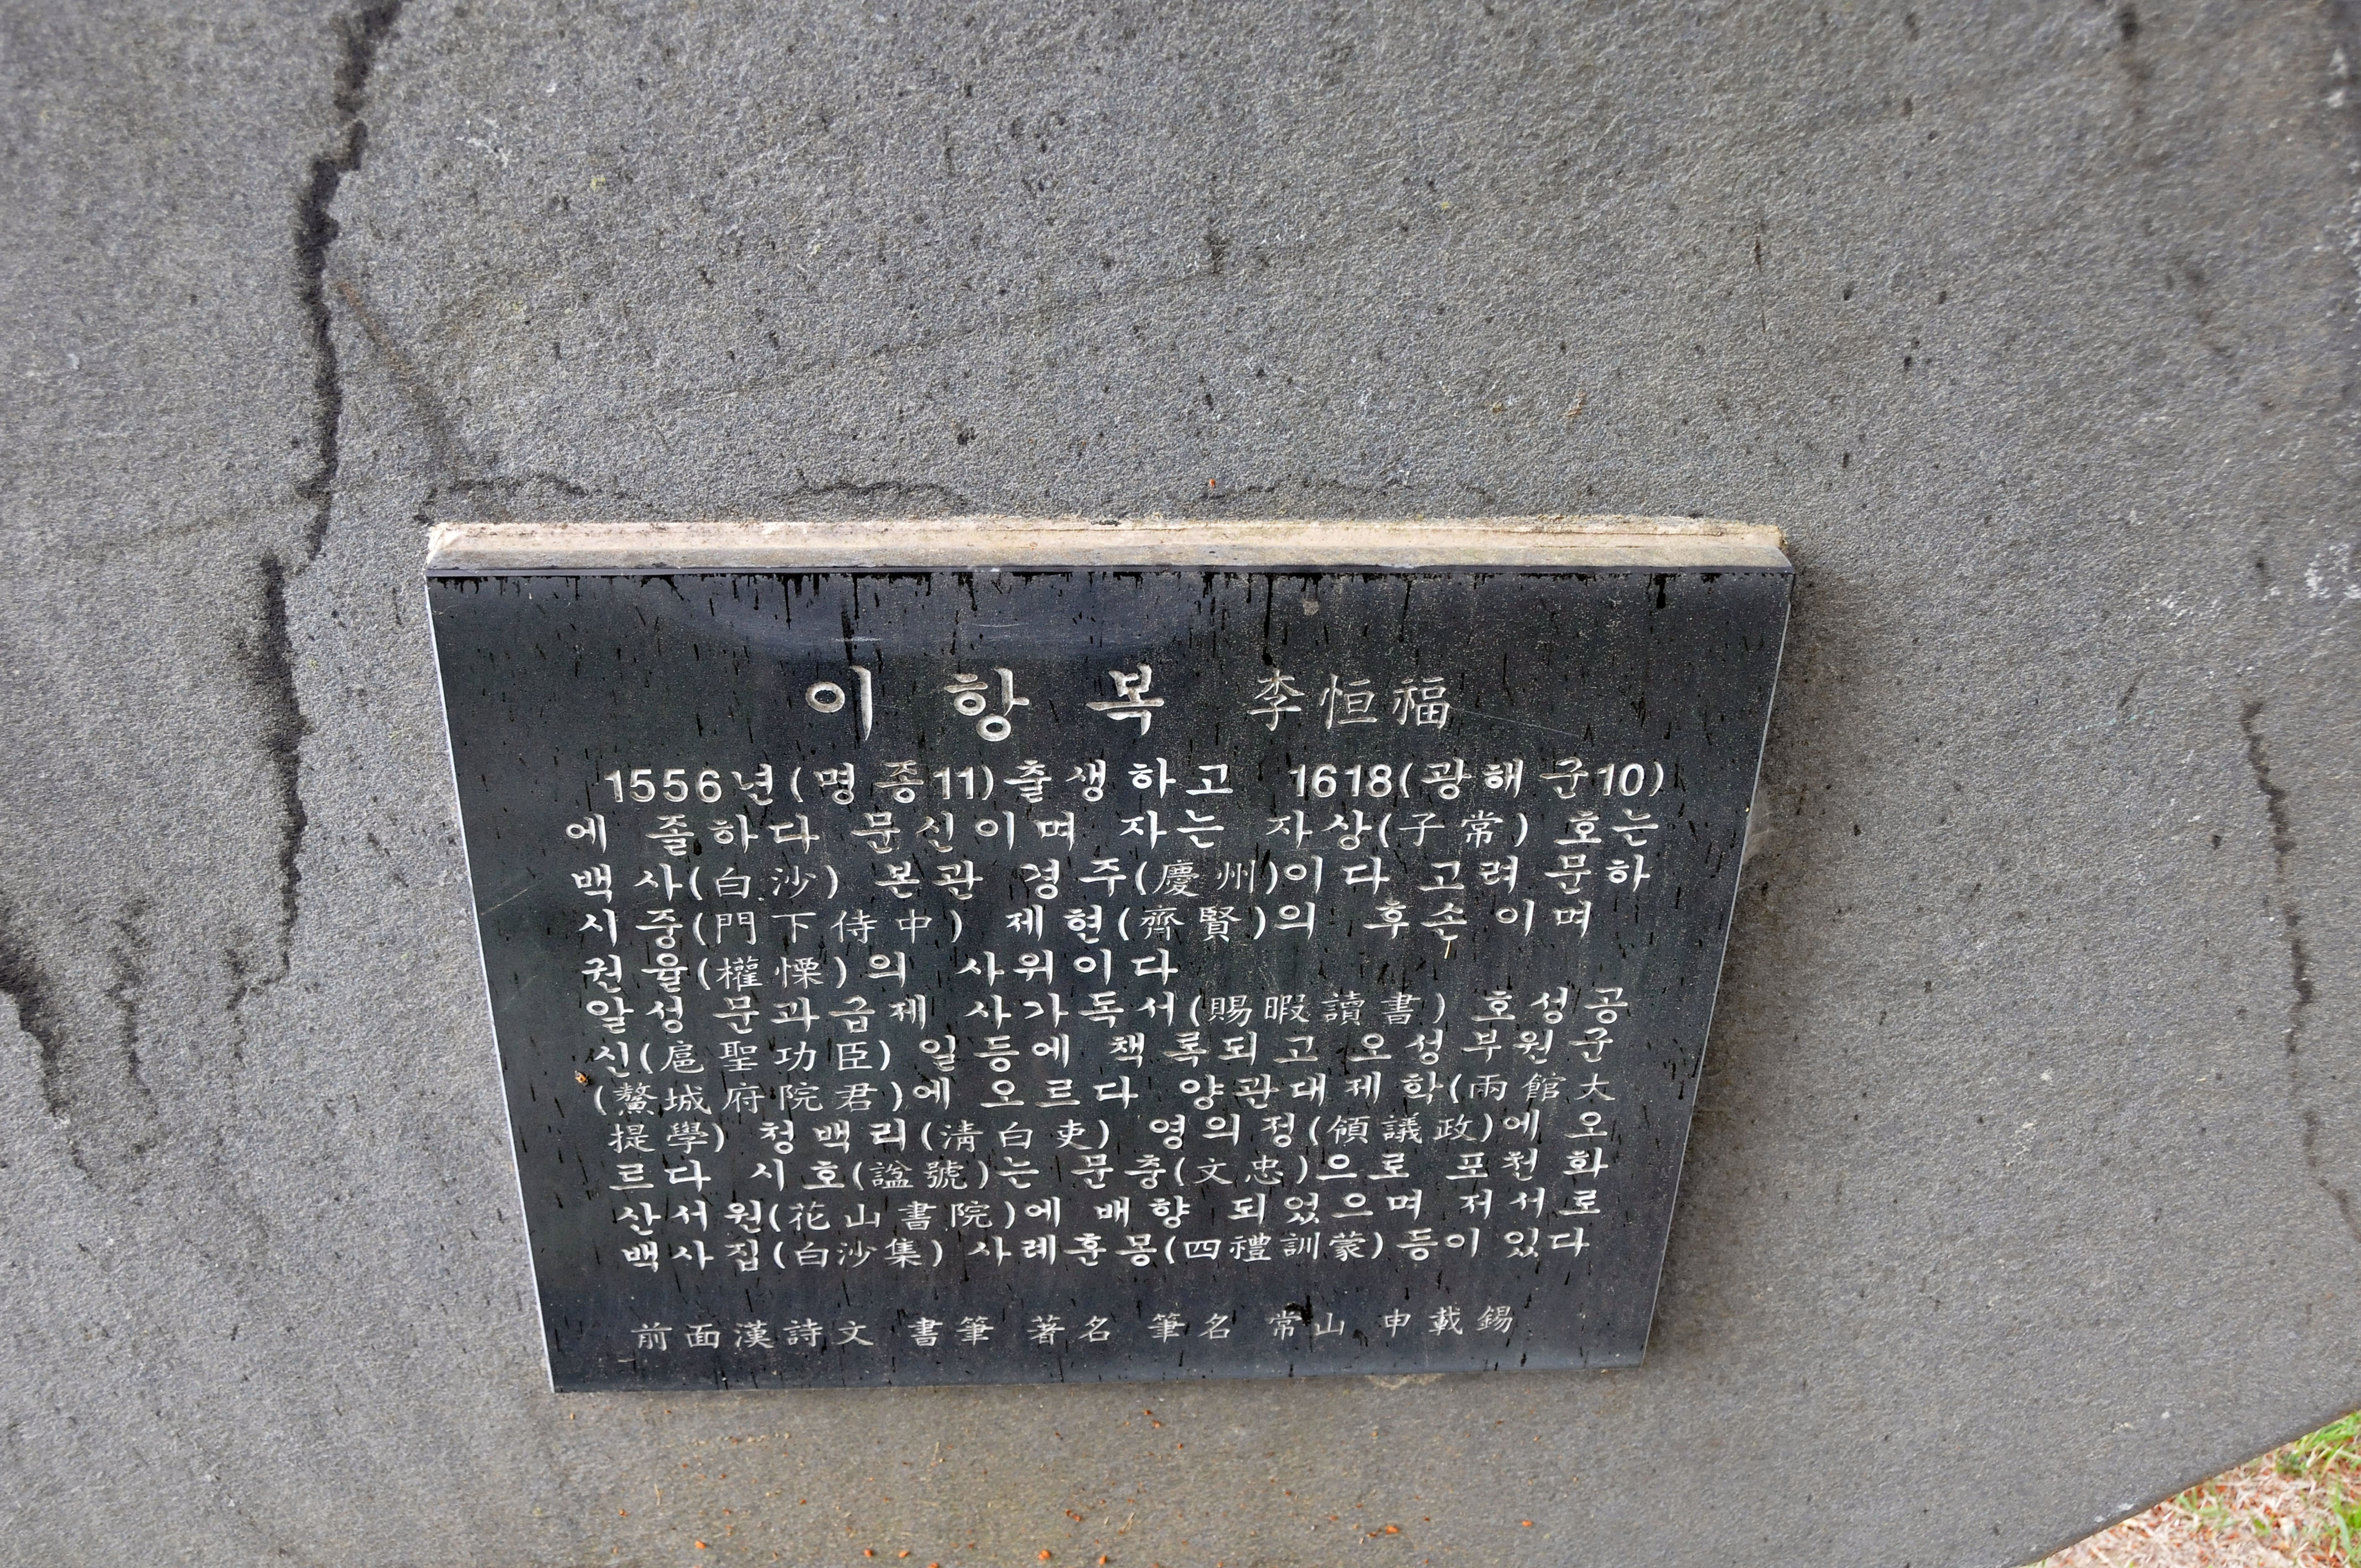 이항복 李恒福
1556년(명종11)출생하고 1618(광해군10)
에 졸하다 문신이며 자는 자상(子常) 호는
백사(白沙) 본관 경주(慶州)이다 고려 문하
시중(門下侍中) 제현(齊賢)의 후손이며
권율(權慄)의 사위이다
알성 문과급제 사가독서(賜暇讀書) 호성공
신(扈聖功臣) 일등에 책록되고 오성부원군
(鰲城府院君)에 오르다 양관대제학(兩館大
提學) 청백리(淸白吏) 영의정(領議政)에 오
르다 시호(諡號)는 문충(文忠)으로 포천 화
산서원(花山書院)에 배향 되었으며 저서로
백사집(白沙集) 사례훈몽(四禮訓蒙)등이 있다
前面漢詩文 書筆 著名 筆名 常山 申載錫